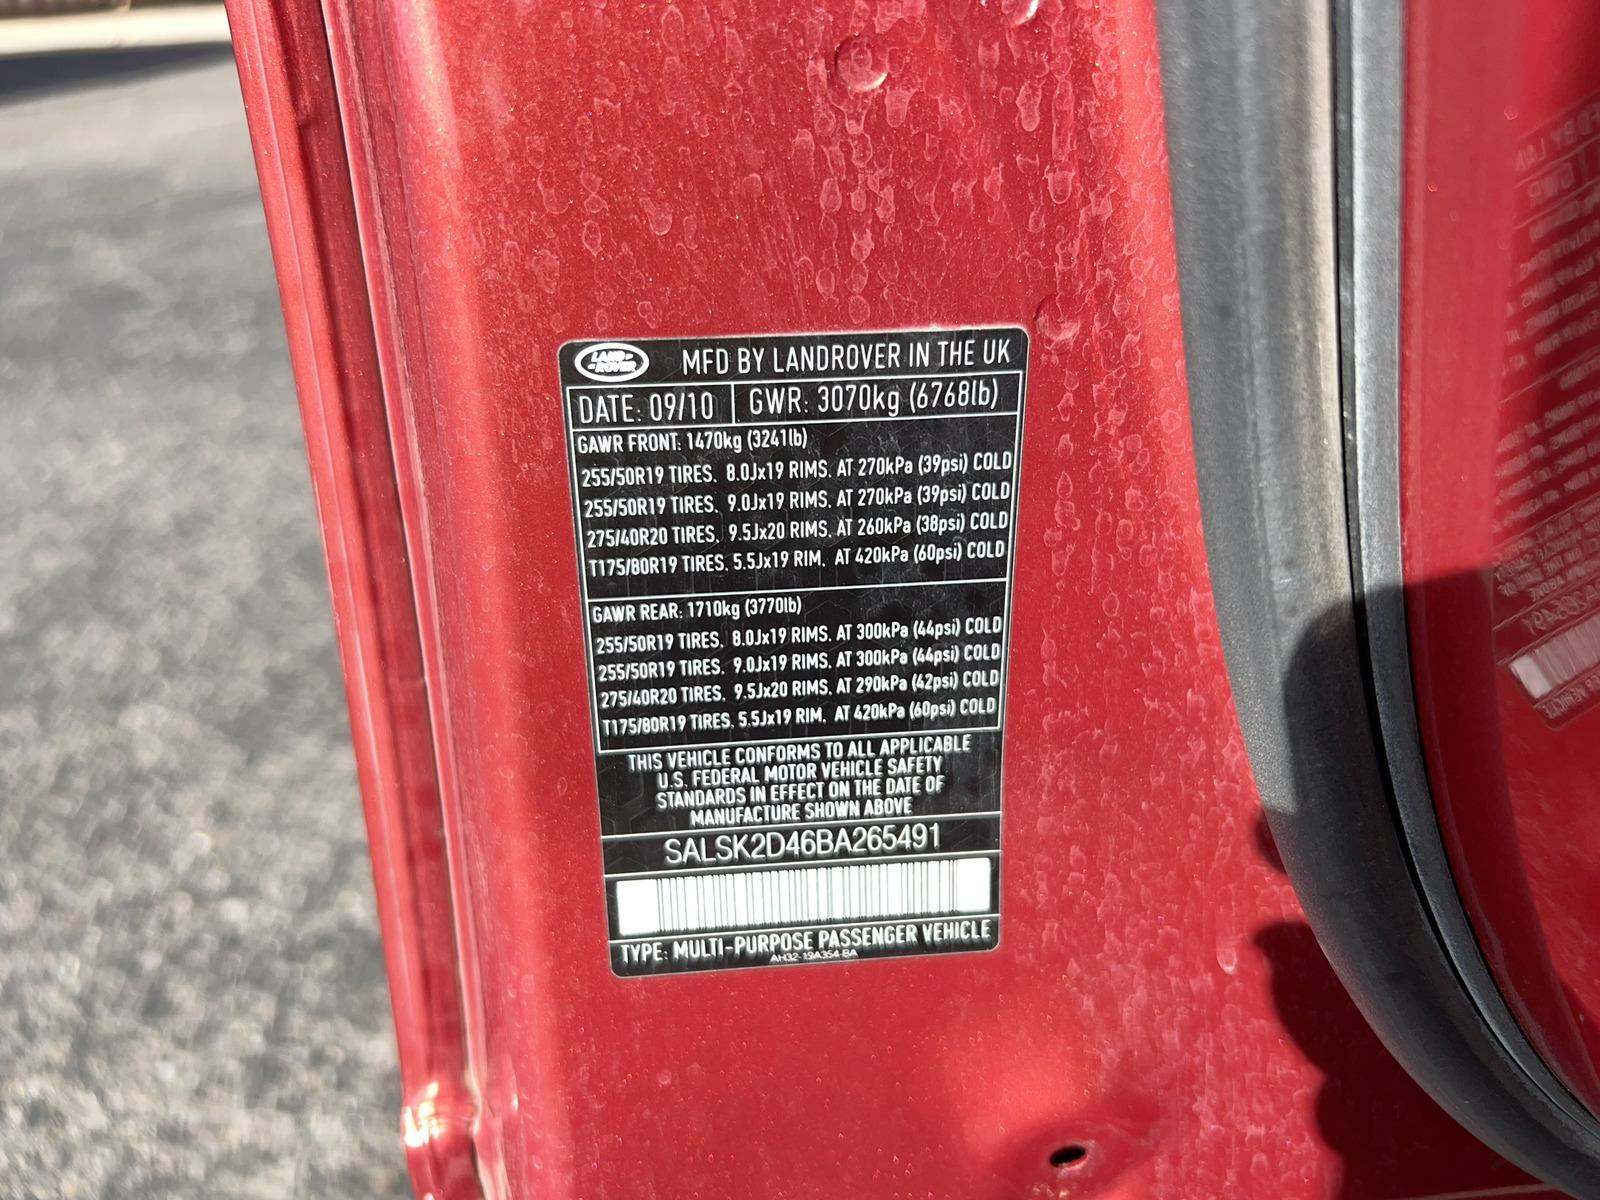 LAND ROVER MFD BY LANDROVER IN THE UK
DATE: 09/10 GWR: 3070kg (6768lb)
GAWR FRONT: 1470kg (3241lb)
255/50R19 TIRES, 8.0Jx19 RIMS, AT 270kPa (39psi) COLD
255/50R19 TIRES, 9.0Jx19 RIMS, AT 270kPa (39psi) COLD
275/40R20 TIRES, 9.5Jx20 RIMS, AT 260kPa (38psi) COLD
T175/80R19 TIRES, 5.5Jx19 RIM, AT 420kPa (60psi) COLD
GAWR REAR: 1710kg (3770lb)
255/50R19 TIRES, 8.0Jx19 RIMS, AT 300kPa (44psi) COLD
255/50R19 TIRES, 9.0Jx19 RIMS, AT 300kPa (44psi) COLD
275/40R20 TIRES, 9.5Jx20 RIMS, AT 290kPa (42psi) COLD
T175/80R19 TIRES, 5.5Jx19 RIM, AT 420kPa (60psi) COLD
THIS VEHICLE CONFORMS TO ALL APPLICABLE
U.S. FEDERAL MOTOR VEHICLE SAFETY
STANDARDS IN EFFECT ON THE DATE OF
MANUFACTURE SHOWN ABOVE
SALSK2D46BA265491
TYPE: MULTI-PURPOSE PASSENGER VEHICLE
AH32-19A354-BA